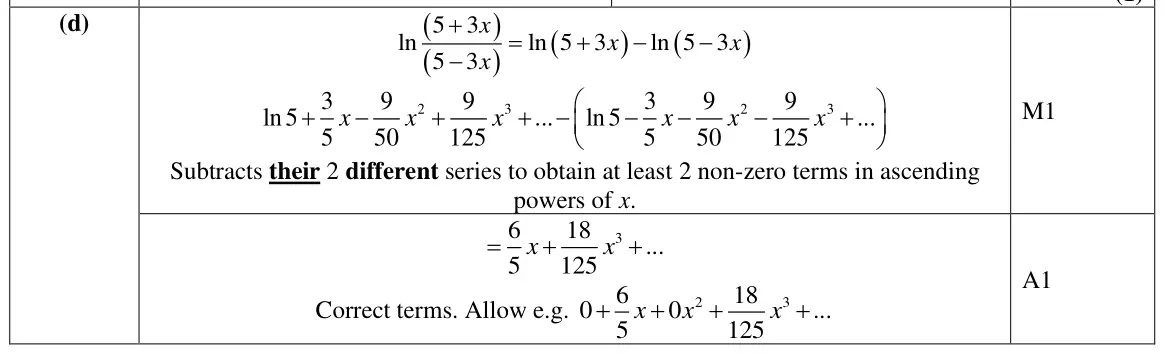 (d)
ln (5 + 3x)/(5 − 3x) = ln(5 + 3x) − ln(5 − 3x)
ln 5 + 3/5 x − 9/50 x² + 9/125 x³ + ... − (ln 5 − 3/5 x − 9/50 x² − 9/125 x³ + ...)
M1
Subtracts their 2 different series to obtain at least 2 non-zero terms in ascending
powers of x.
= 6/5 x + 18/125 x³ + ...
A1
Correct terms. Allow e.g. 0 + 6/5 x + 0x² + 18/125 x³ + ...